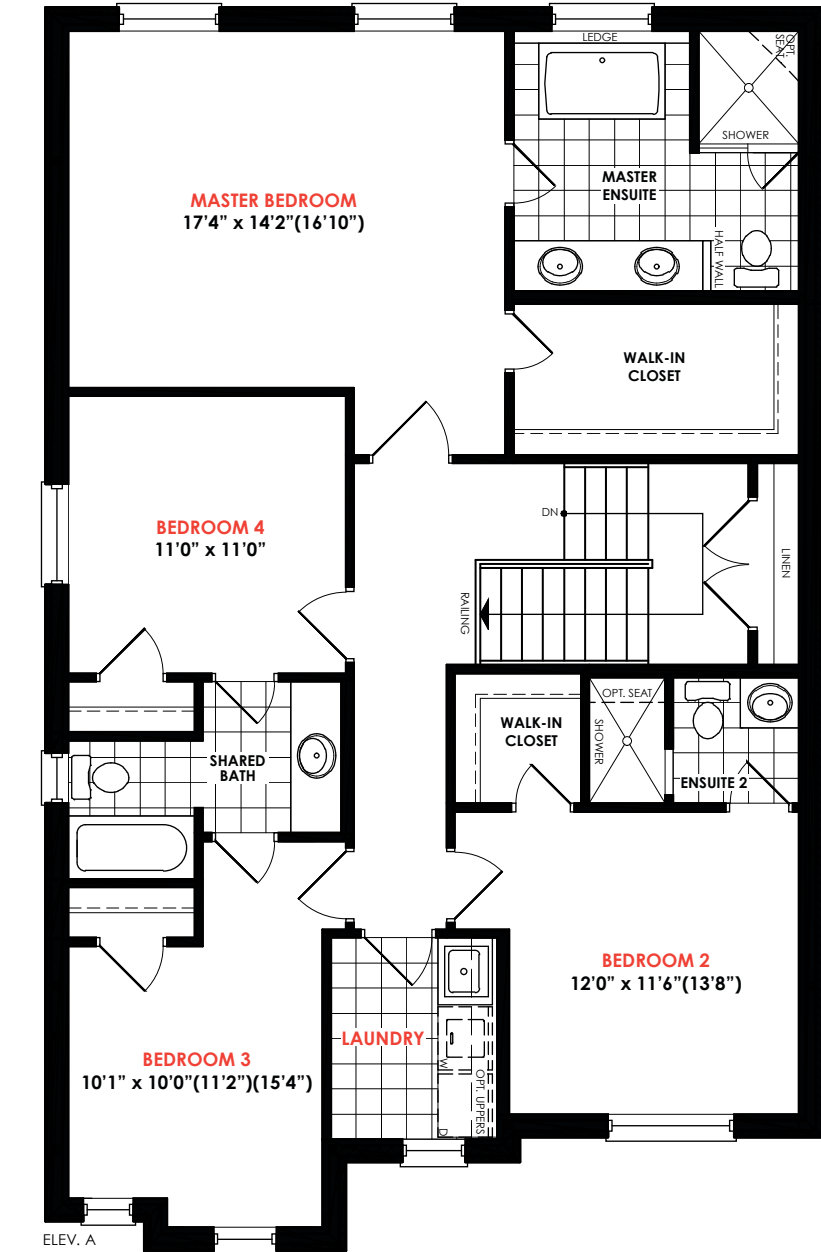 LEDGE
OPT.
SEAT
SHOWER
MASTER
ENSUITE
MASTER BEDROOM
17'4” x 14'2”(16'10”)
HALF WALL
WALK-IN
CLOSET
BEDROOM 4
11'0” x 11'0”
DN
LINEN
RAILING
OPT. SEAT
SHOWER
WALK-IN
CLOSET
ENSUITE 2
SHARED
BATH
BEDROOM 2
12'0” x 11'6”(13'8”)
LAUNDRY
W
OPT. UPPERS
D
BEDROOM 3
10'1” x 10'0”(11'2”)(15'4”)
ELEV. A